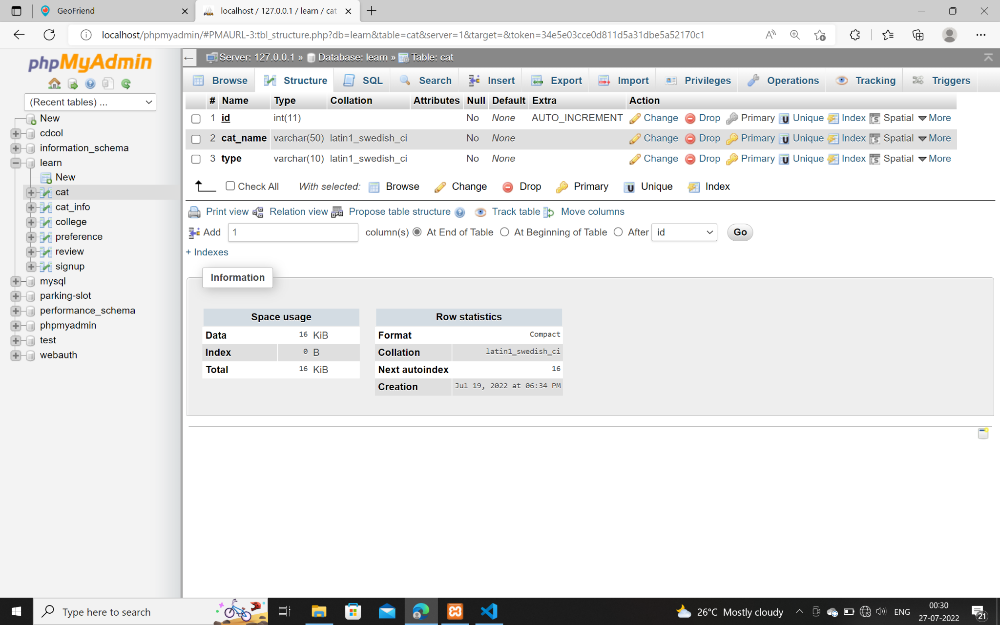 GeoFriend
localhost / 127.0.0.1 / learn / cat
localhost/phpmyadmin/#PMAURL-3:tbl_structure.php?db=learn&table=cat&server=1&target=&token=34e5e03cce0d811d5a31dbe5a52170c1
phpMyAdmin
(Recent tables) ...
New
cdcol
information_schema
learn
New
cat
cat_info
college
preference
review
signup
mysql
parking-slot
performance_schema
phpmyadmin
test
webauth
Server: 127.0.0.1 » Database: learn » Table: cat
Browse Structure SQL Search Insert Export Import Privileges Operations Tracking Triggers
# Name Type Collation Attributes Null Default Extra Action
1 id int(11) No None AUTO_INCREMENT Change Drop Primary Unique Index Spatial More
2 cat_name varchar(50) latin1_swedish_ci No None Change Drop Primary Unique Index Spatial More
3 type varchar(10) latin1_swedish_ci No None Change Drop Primary Unique Index Spatial More
Check All With selected: Browse Change Drop Primary Unique Index
Print view Relation view Propose table structure Track table Move columns
Add 1 column(s) At End of Table At Beginning of Table After id Go
+ Indexes
Information
Space usage
Data 16 KiB
Index 0 B
Total 16 KiB
Row statistics
Format Compact
Collation latin1_swedish_ci
Next autoindex 16
Creation Jul 19, 2022 at 06:34 PM
Type here to search
26°C Mostly cloudy
ENG
00:30
27-07-2022
21